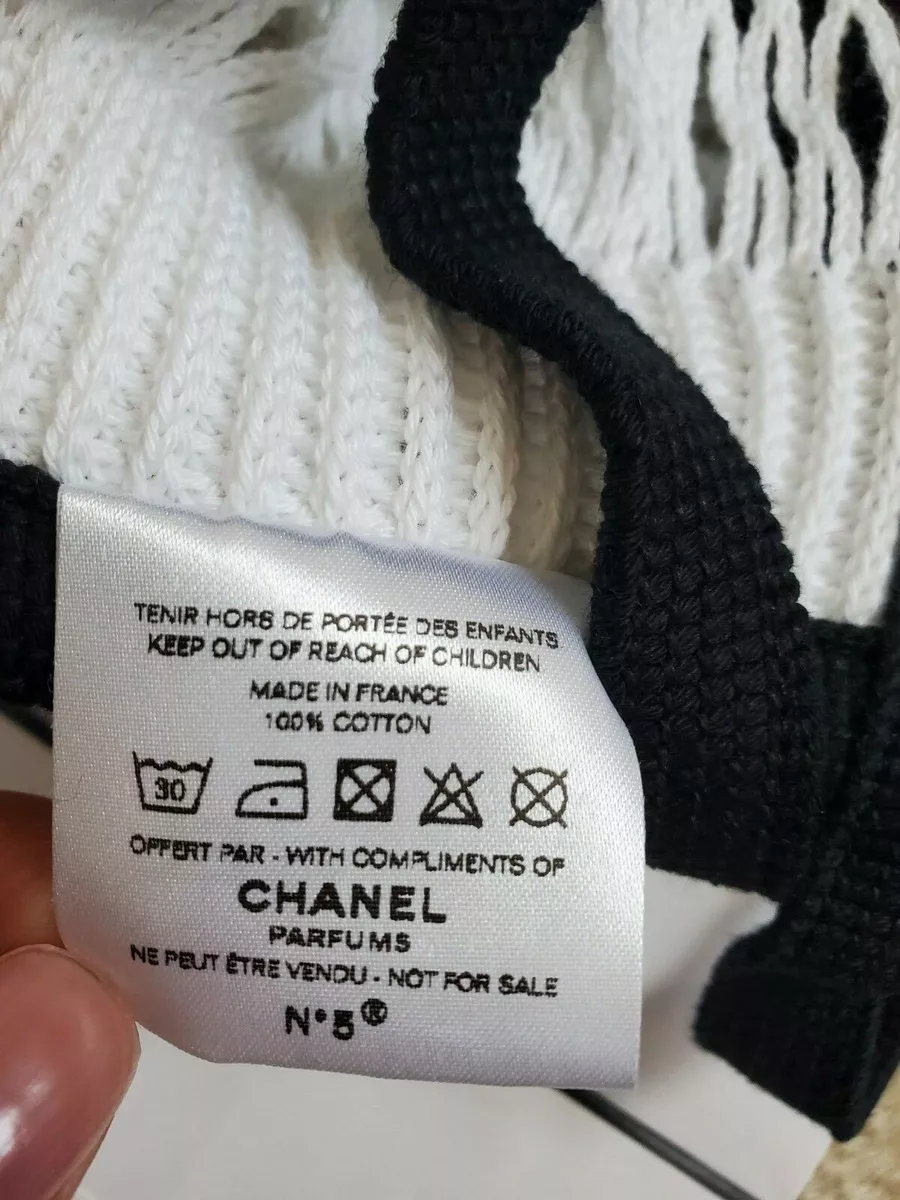 TENIR HORS DE PORTÉE DES ENFANTS
KEEP OUT OF REACH OF CHILDREN
MADE IN FRANCE
100% COTTON
30
OFFERT PAR - WITH COMPLIMENTS OF
CHANEL
PARFUMS
NE PEUT ÊTRE VENDU - NOT FOR SALE
N°5®